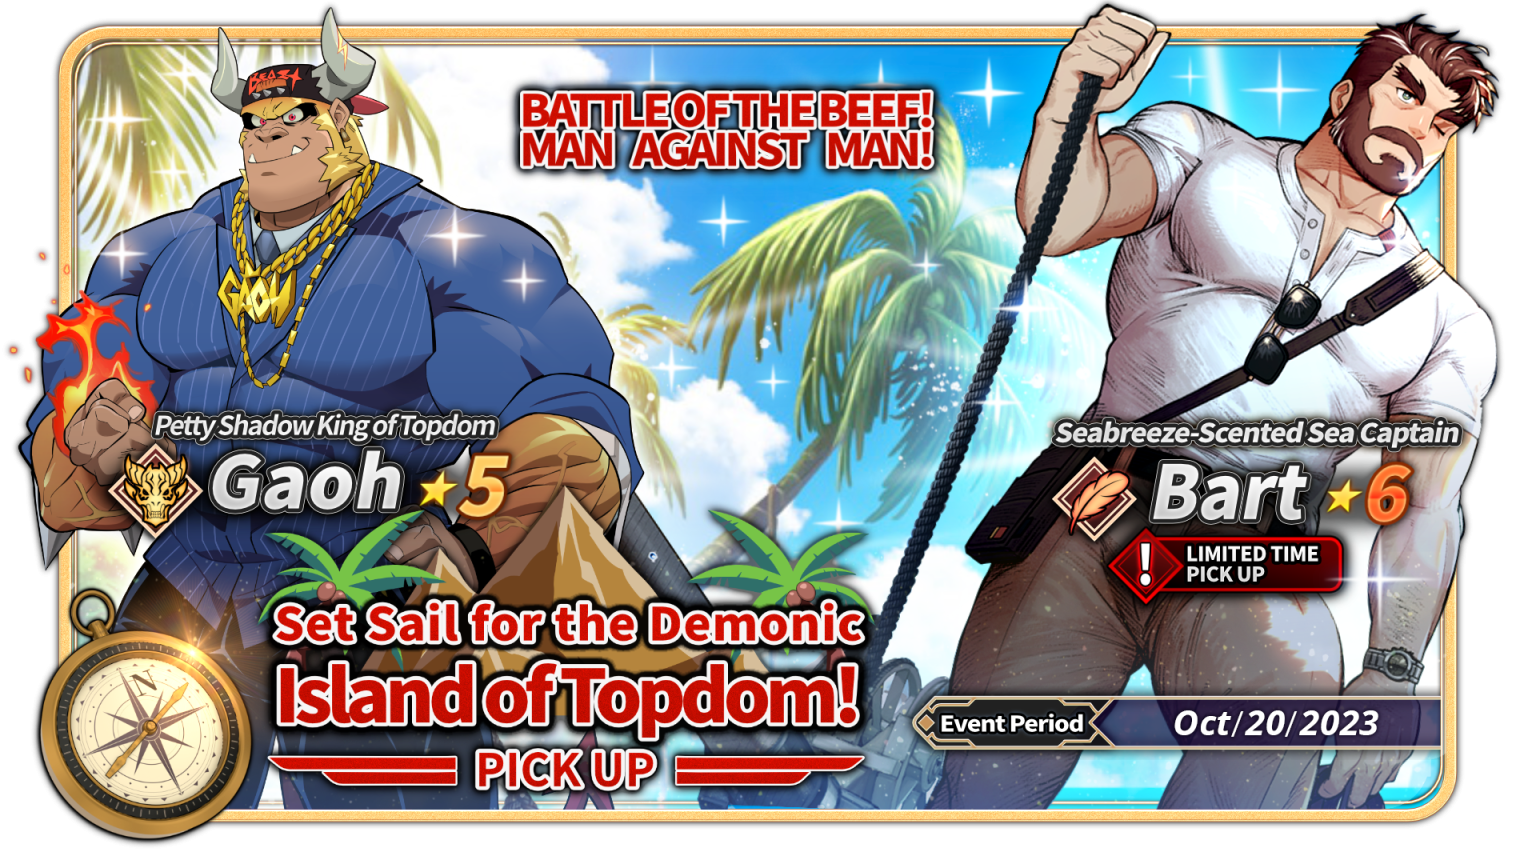 BATTLE OF THE BEEF!
MAN AGAINST MAN!
BEAST
GAOH
Petty Shadow King of Topdom
Gaoh ★5
Seabreeze-Scented Sea Captain
Bart ★6
! LIMITED TIME
PICK UP
Set Sail for the Demonic
Island of Topdom!
PICK UP
Event Period Oct/20/2023
N